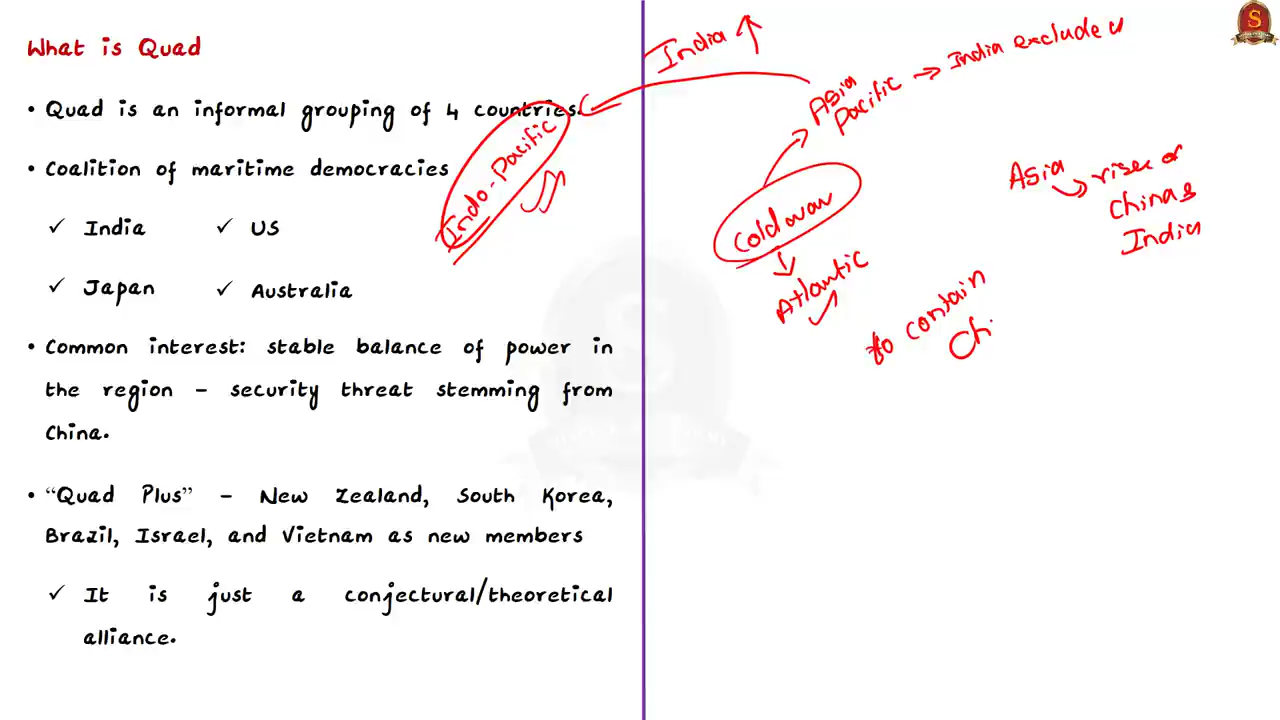 What is Quad
• Quad is an informal grouping of 4 countries.
• Coalition of maritime democracies
✓ India ✓ US
✓ Japan ✓ Australia
• Common interest: stable balance of power in
the region – security threat stemming from
China.
• “Quad Plus” – New Zealand, South Korea,
Brazil, Israel, and Vietnam as new members
✓ It is just a conjectural/theoretical
alliance.
Indo-Pacific
India ↑
Asia
Pacific → India exclude
Cold war
Atlantic
Asia → rise of
China &
India
to contain
Chi
S